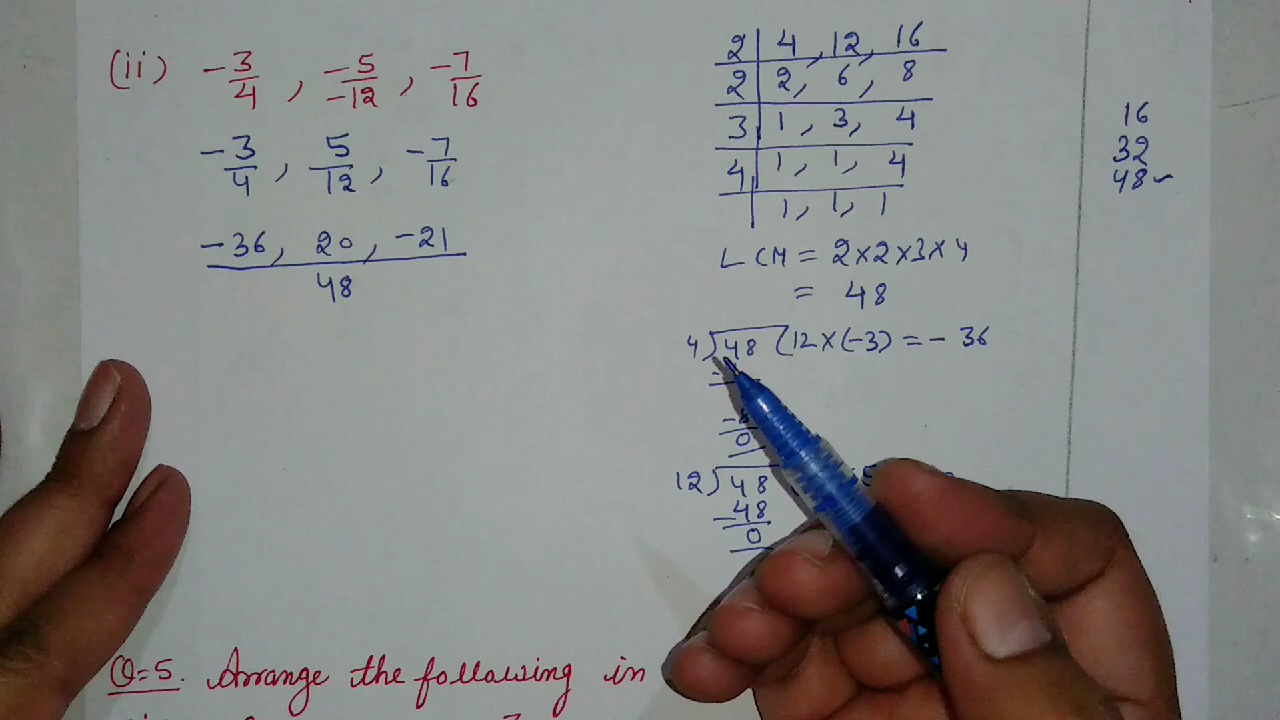 (ii) -3/4 , -5/-12 , -7/16
-3/4 , 5/12 , -7/16
-36, 20, -21
48
2 | 4, 12, 16
2 | 2, 6, 8
3 | 1, 3, 4
4 | 1, 1, 4
1, 1, 1
LCM = 2×2×3×4
= 48
4)48(12×(-3) = -36
-8
0
12)48
-48
0
16
32
48
Q=5. Arrange the following in